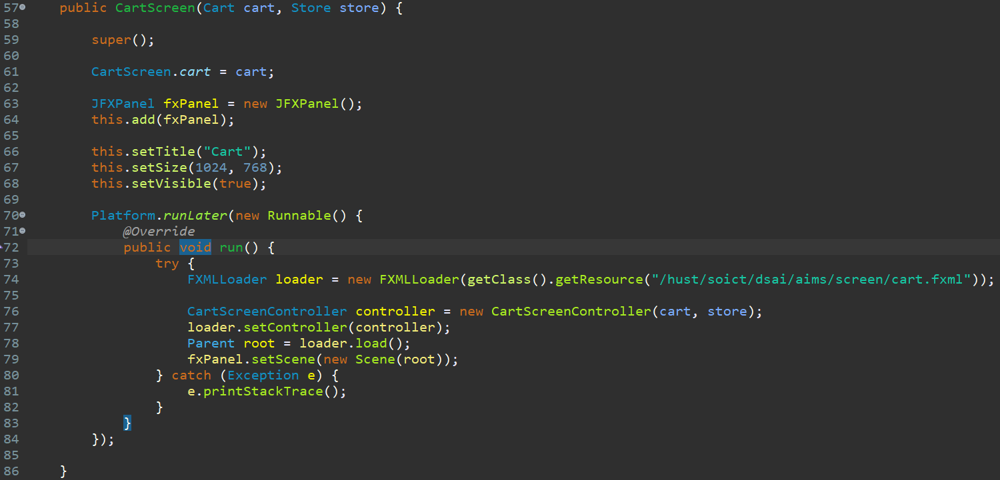 57    public CartScreen(Cart cart, Store store) {
58
59        super();
60
61        CartScreen.cart = cart;
62
63        JFXPanel fxPanel = new JFXPanel();
64        this.add(fxPanel);
65
66        this.setTitle("Cart");
67        this.setSize(1024, 768);
68        this.setVisible(true);
69
70        Platform.runLater(new Runnable() {
71            @Override
72            public void run() {
73                try {
74                    FXMLLoader loader = new FXMLLoader(getClass().getResource("/hust/soict/dsai/aims/screen/cart.fxml"));
75
76                    CartScreenController controller = new CartScreenController(cart, store);
77                    loader.setController(controller);
78                    Parent root = loader.load();
79                    fxPanel.setScene(new Scene(root));
80                } catch (Exception e) {
81                    e.printStackTrace();
82                }
83            }
84        });
85
86    }